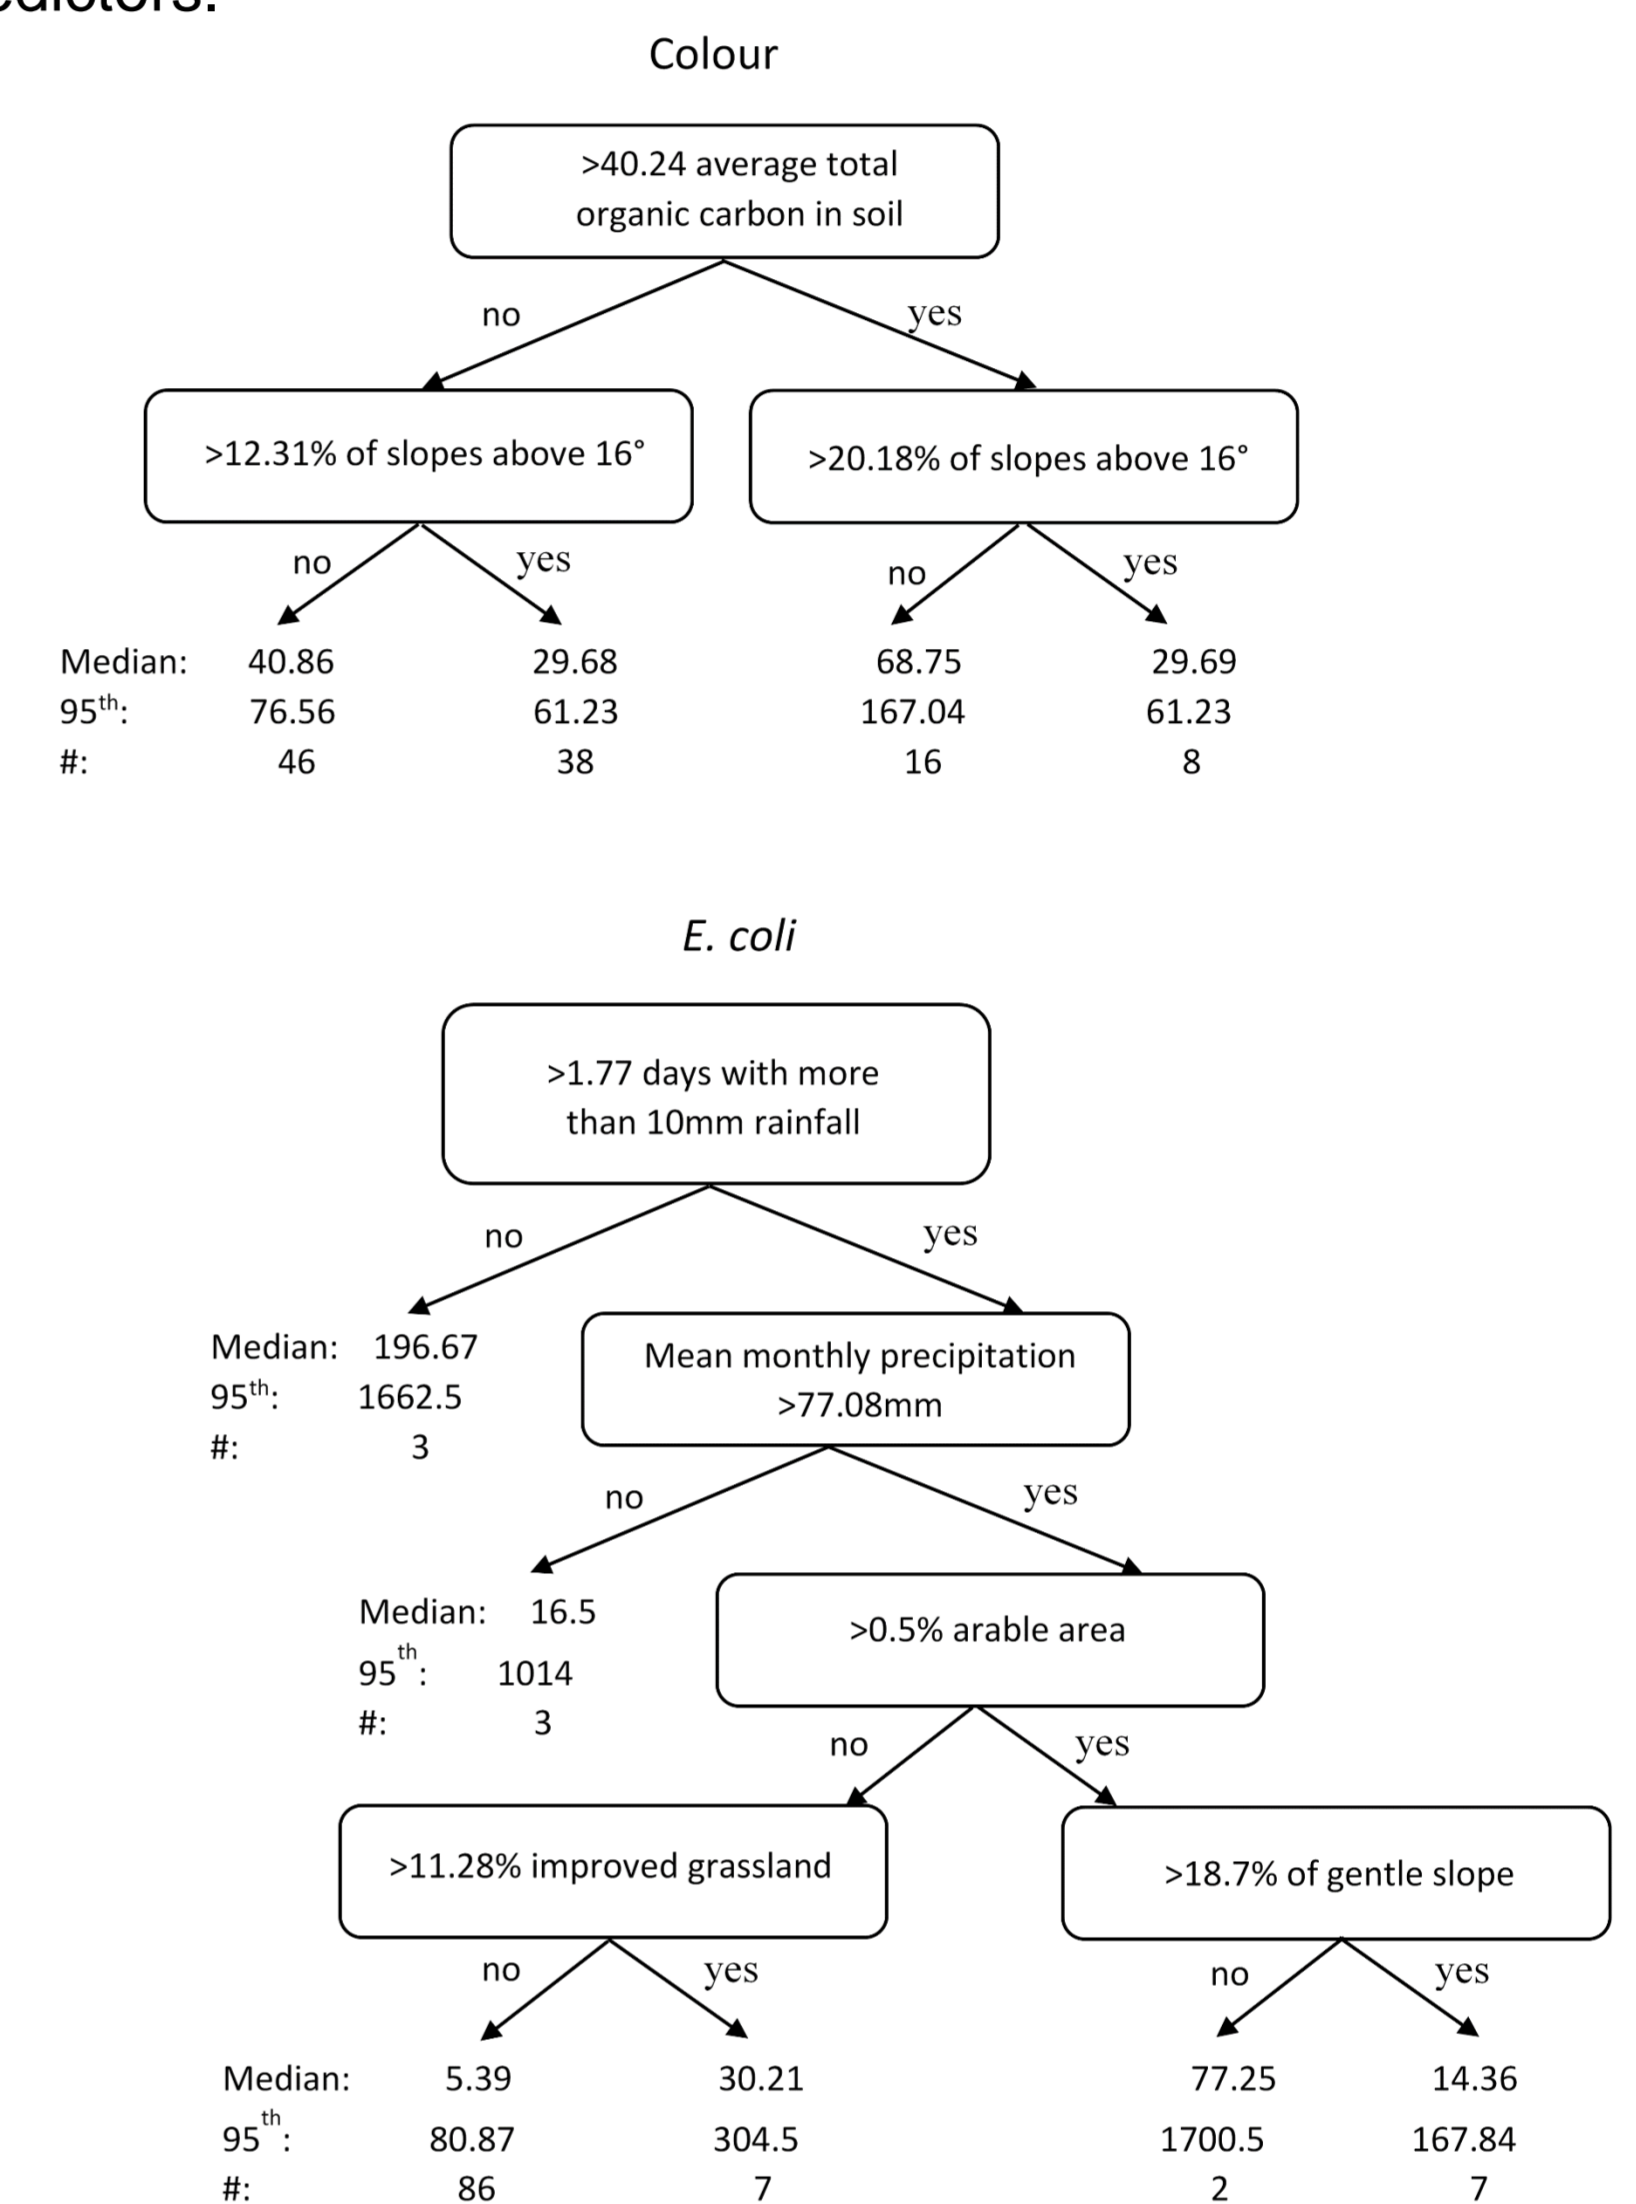 Colour
>40.24 average total
organic carbon in soil
no
yes
>12.31% of slopes above 16°
>20.18% of slopes above 16°
no
yes
no
yes
Median: 40.86 29.68 68.75 29.69
95th: 76.56 61.23 167.04 61.23
#: 46 38 16 8
E. coli
>1.77 days with more
than 10mm rainfall
no
yes
Median: 196.67
95th: 1662.5
#: 3
Mean monthly precipitation
>77.08mm
no
yes
Median: 16.5
95th: 1014
#: 3
>0.5% arable area
no
yes
>11.28% improved grassland
>18.7% of gentle slope
no
yes
no
yes
Median: 5.39 30.21 77.25 14.36
95th: 80.87 304.5 1700.5 167.84
#: 86 7 2 7